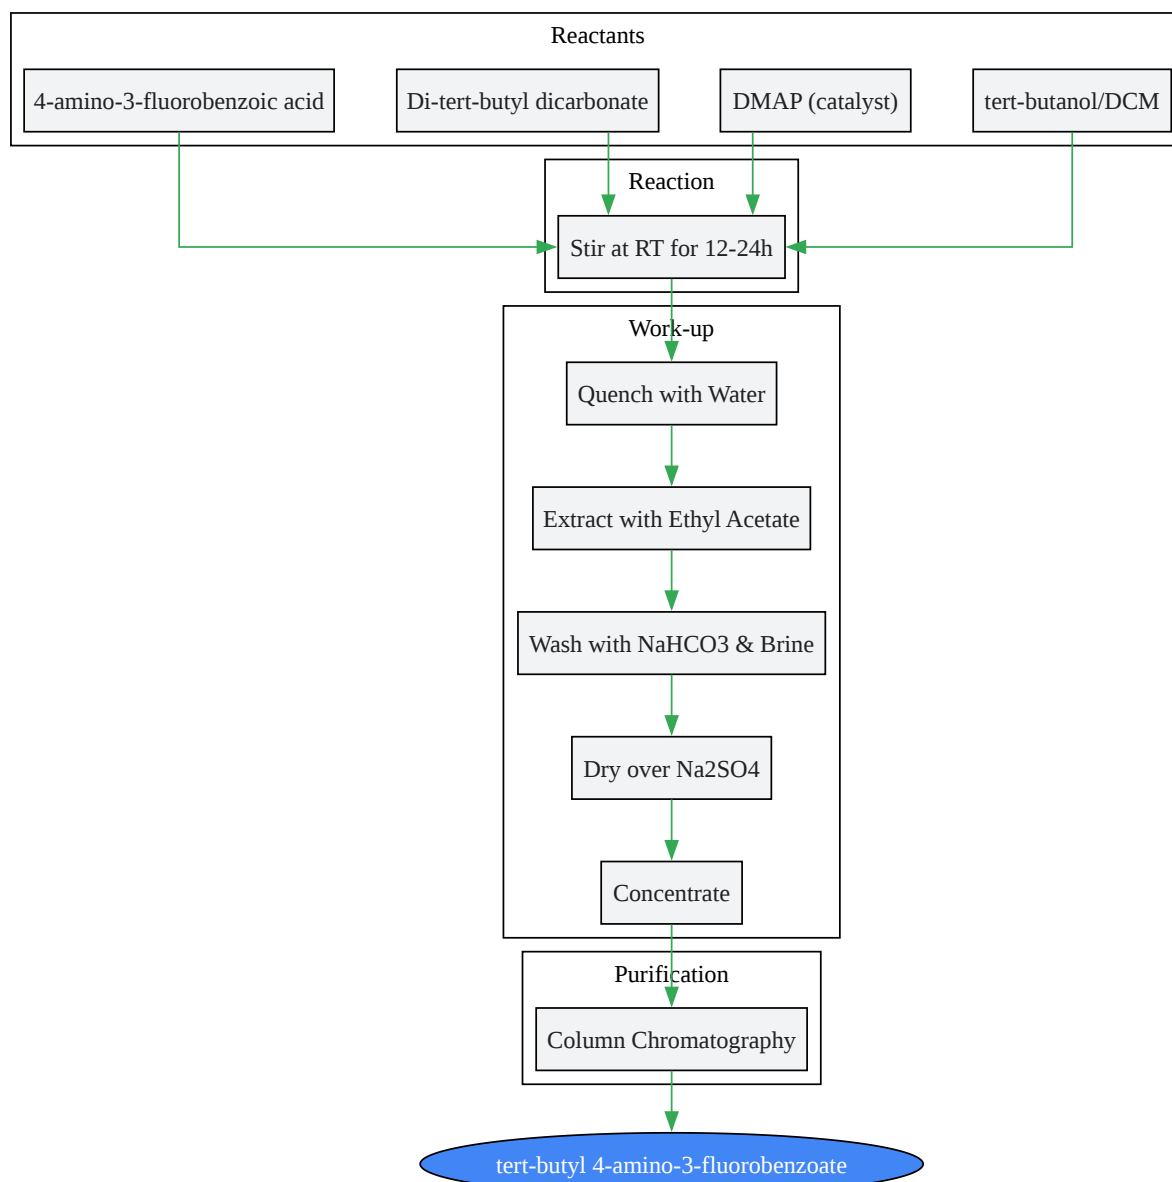 Reactants
4-amino-3-fluorobenzoic acid
Di-tert-butyl dicarbonate
DMAP (catalyst)
tert-butanol/DCM
Reaction
Stir at RT for 12-24h
Work-up
Quench with Water
Extract with Ethyl Acetate
Wash with NaHCO3 & Brine
Dry over Na2SO4
Concentrate
Purification
Column Chromatography
tert-butyl 4-amino-3-fluorobenzoate